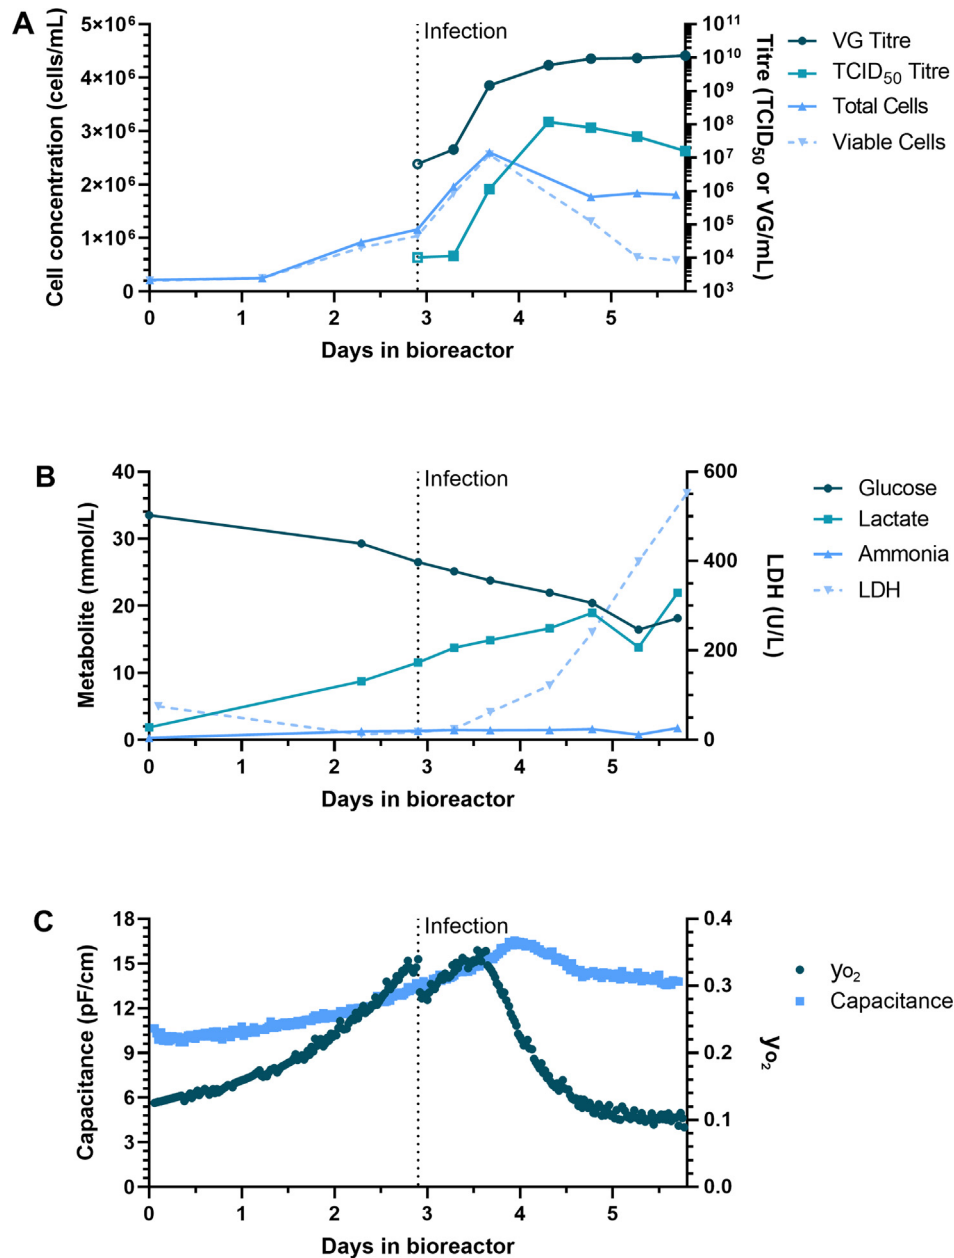 A
Cell concentration (cells/mL)
5×10⁶
4×10⁶
3×10⁶
2×10⁶
1×10⁶
0
Infection
10¹¹
10¹⁰
10⁹
10⁸
10⁷
10⁶
10⁵
10⁴
10³
Titre (TCID₅₀ or VG/mL)
VG Titre
TCID₅₀ Titre
Total Cells
Viable Cells
0 1 2 3 4 5
Days in bioreactor
B
Metabolite (mmol/L)
40
30
20
10
0
Infection
600
400
200
0
LDH (U/L)
Glucose
Lactate
Ammonia
LDH
0 1 2 3 4 5
Days in bioreactor
C
Capacitance (pF/cm)
18
15
12
9
6
3
0
Infection
0.4
0.3
0.2
0.1
0.0
yo₂
yo₂
Capacitance
0 1 2 3 4 5
Days in bioreactor